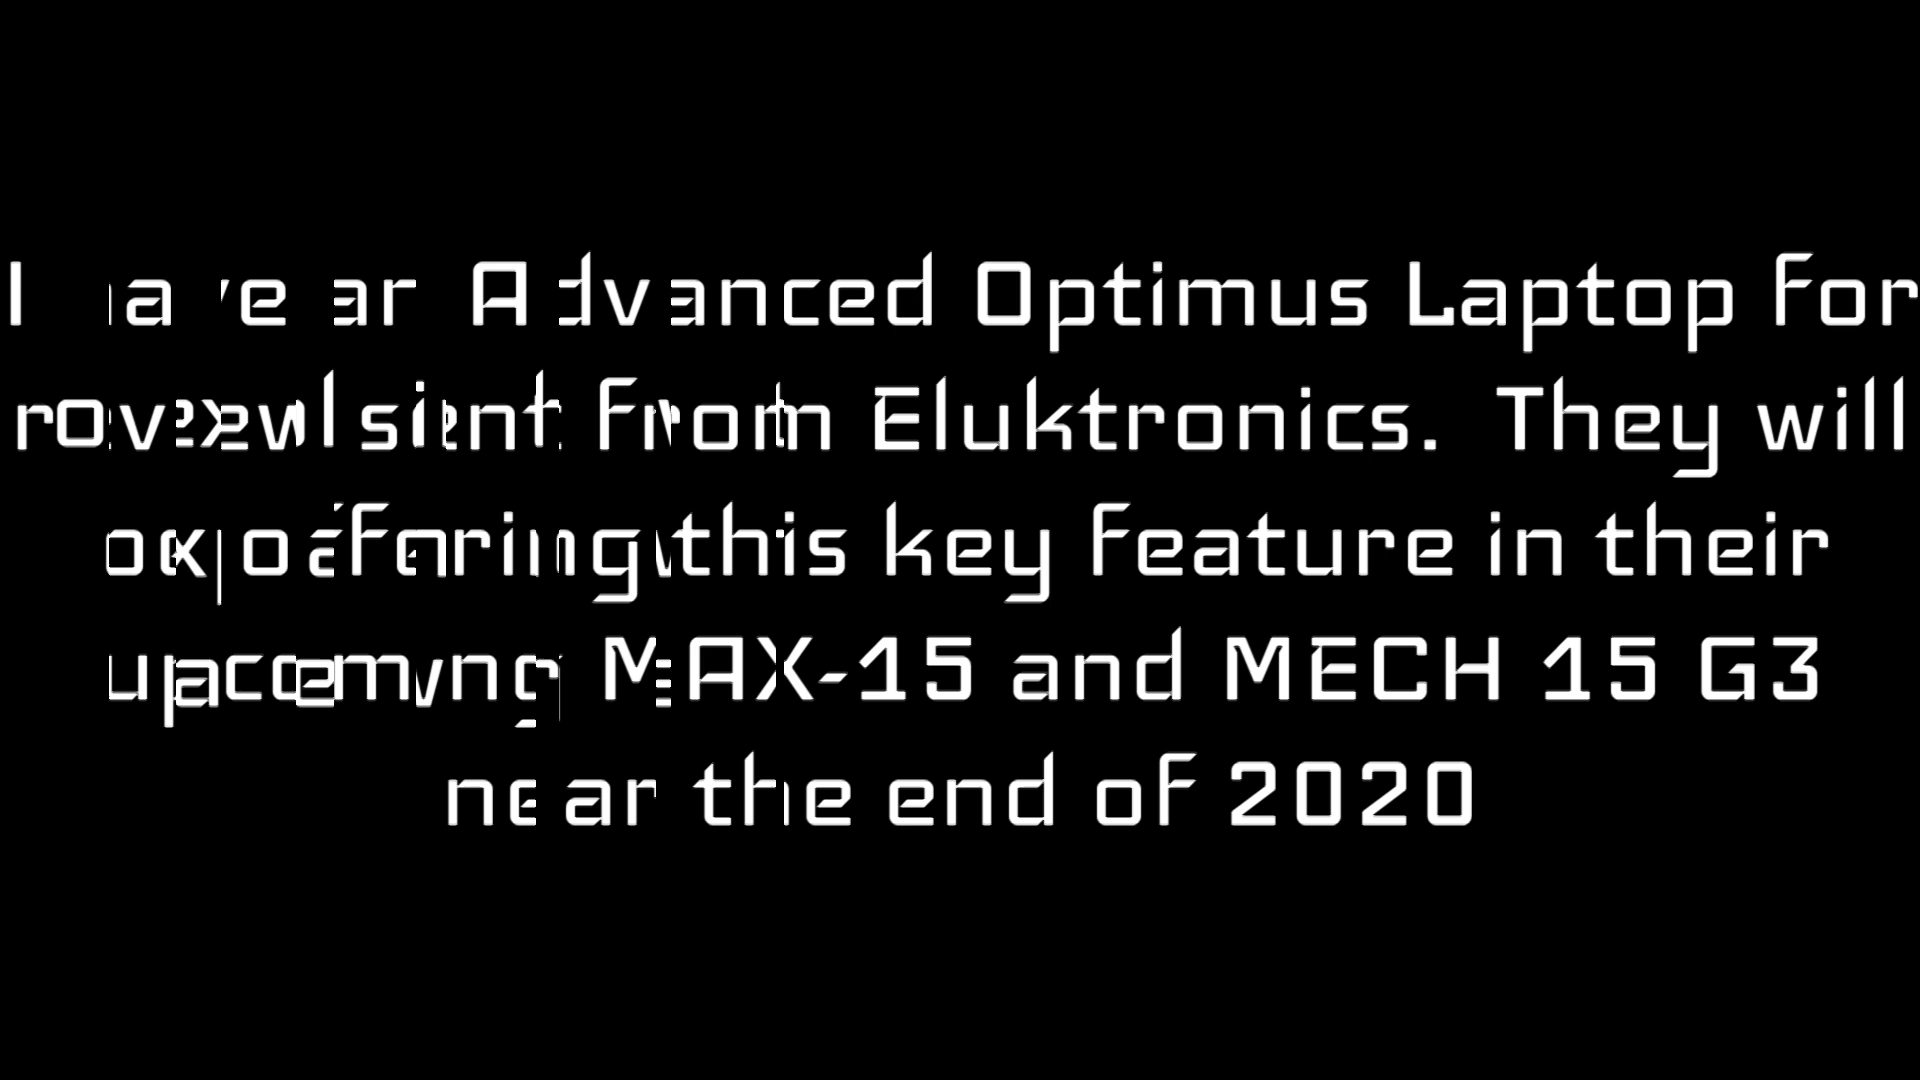 Advanced Optimus Laptop for
from Eluktronics. They will
this key feature in their
MAX-15 and MECH 15 G3
near the end of 2020